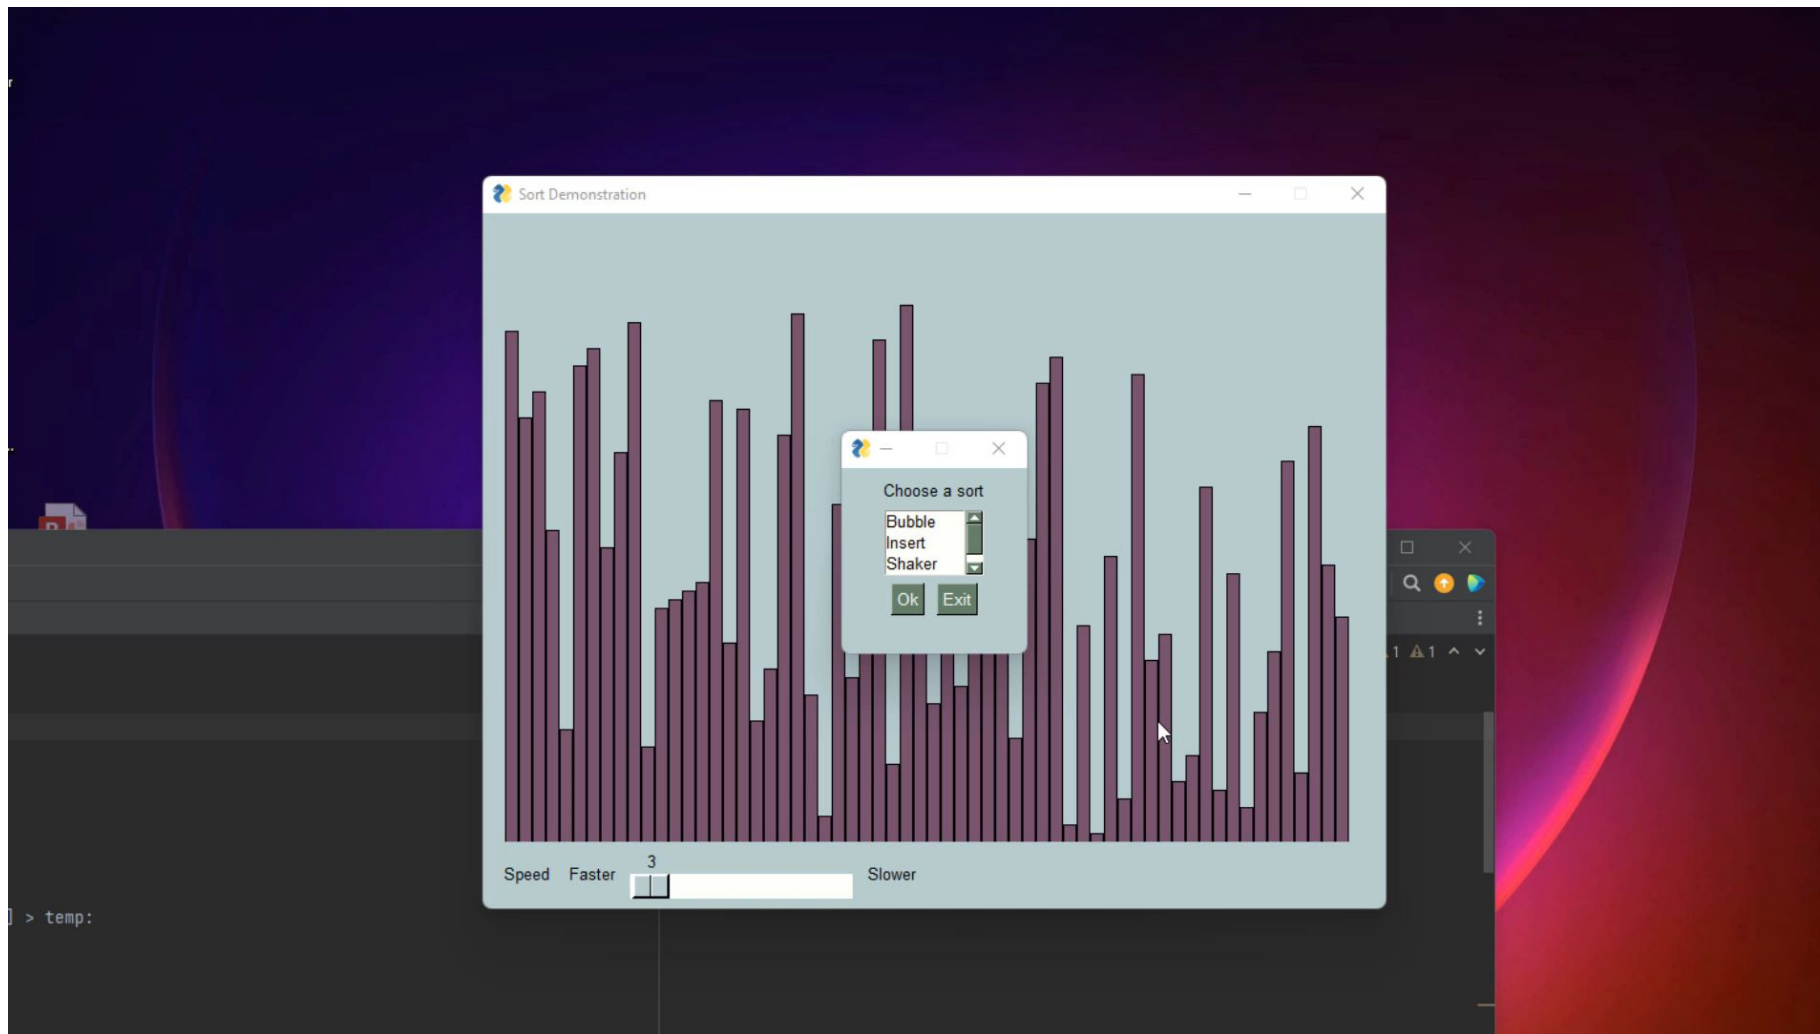 r
Sort Demonstration
..
Choose a sort
Bubble
Insert
Shaker
Ok Exit
1 1
3
Speed Faster Slower
] > temp: